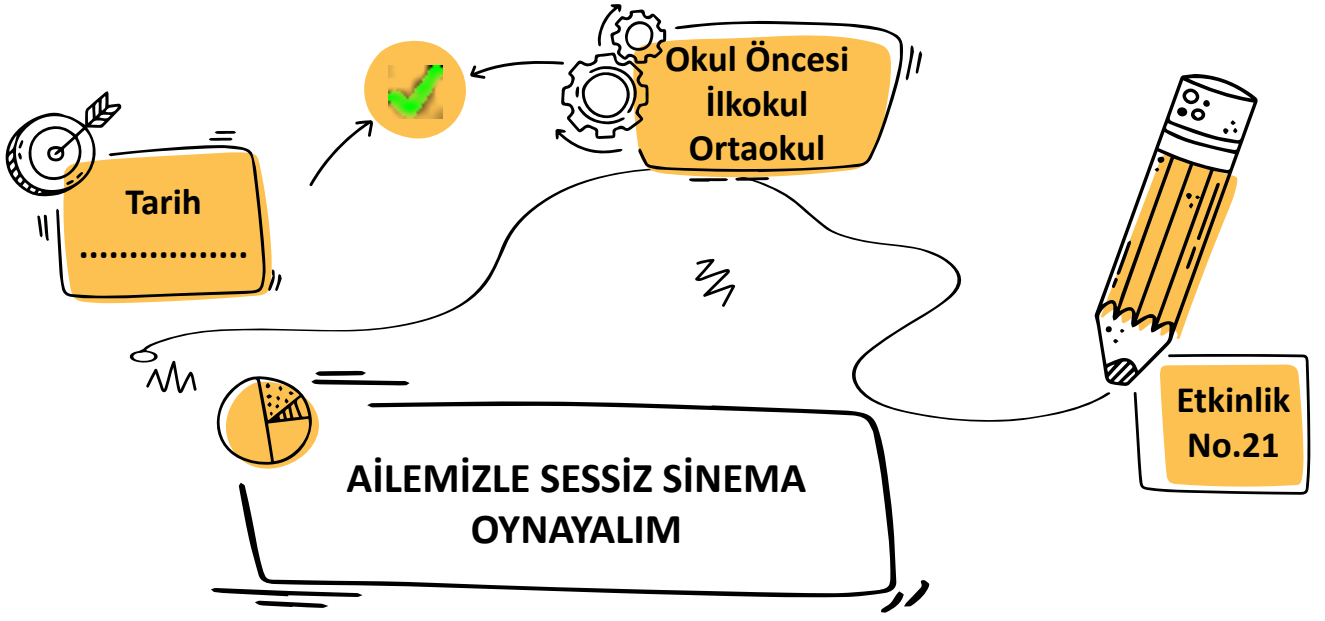 Okul Öncesi
İlkokul
Ortaokul
Tarih
.................
Etkinlik
No.21
AİLEMİZLE SESSİZ SİNEMA
OYNAYALIM